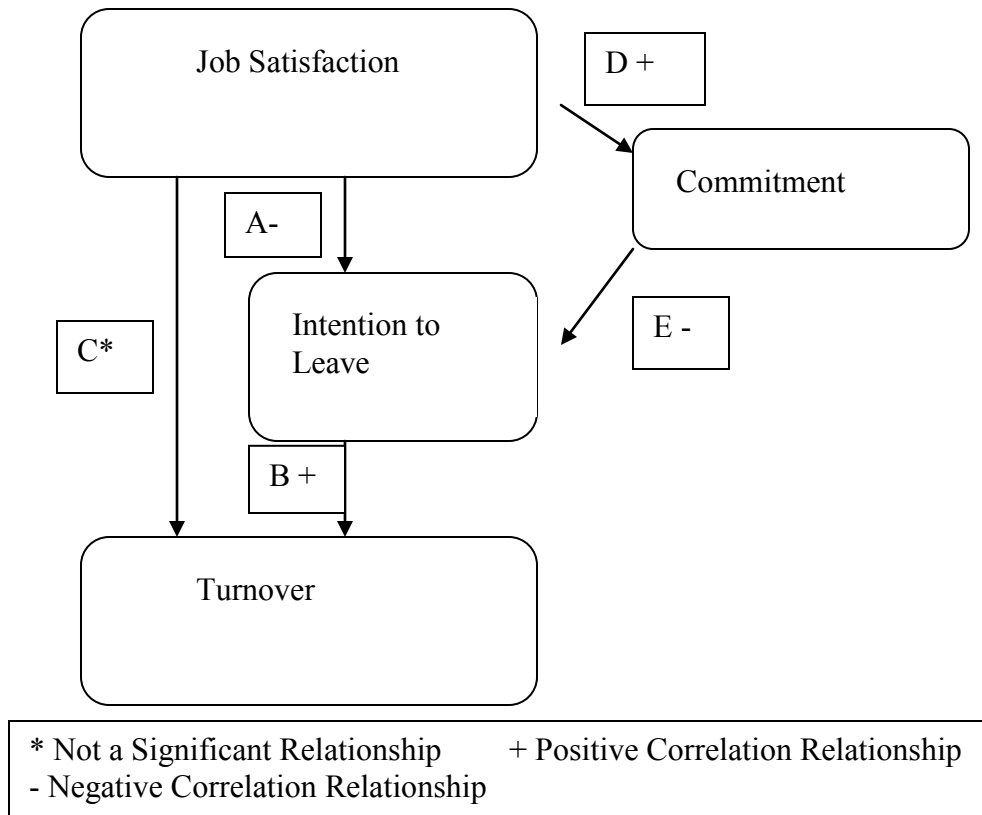 Job Satisfaction
D +
Commitment
A-
Intention to
Leave
E -
C*
B +
Turnover
* Not a Significant Relationship + Positive Correlation Relationship
- Negative Correlation Relationship